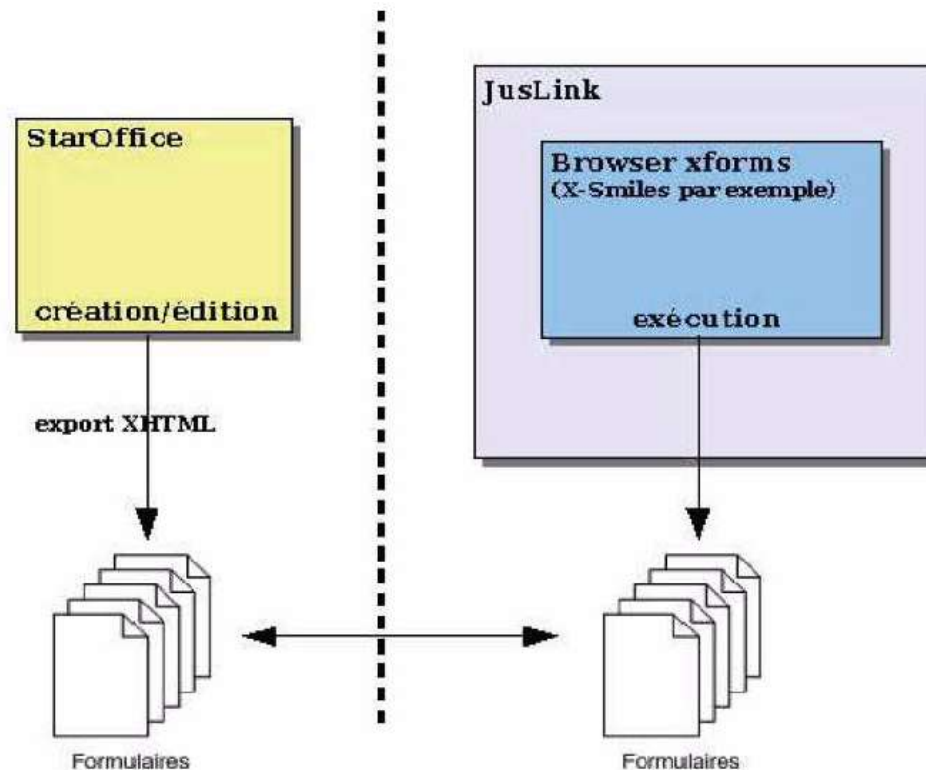 StarOffice
création/édition
export XHTML
Formulaires
JusLink
Browser xforms
(X-Smiles par exemple)
exécution
Formulaires